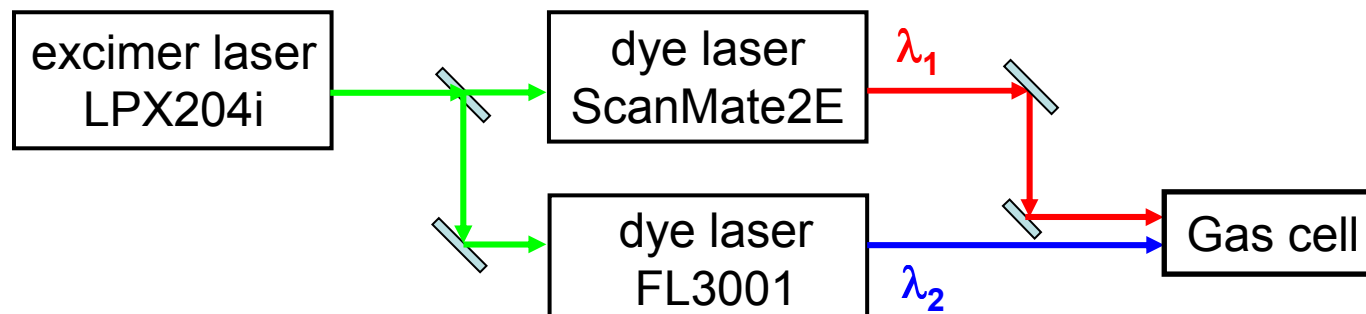 excimer laser
LPX204i
dye laser
ScanMate2E
λ1
dye laser
FL3001
λ2
Gas cell